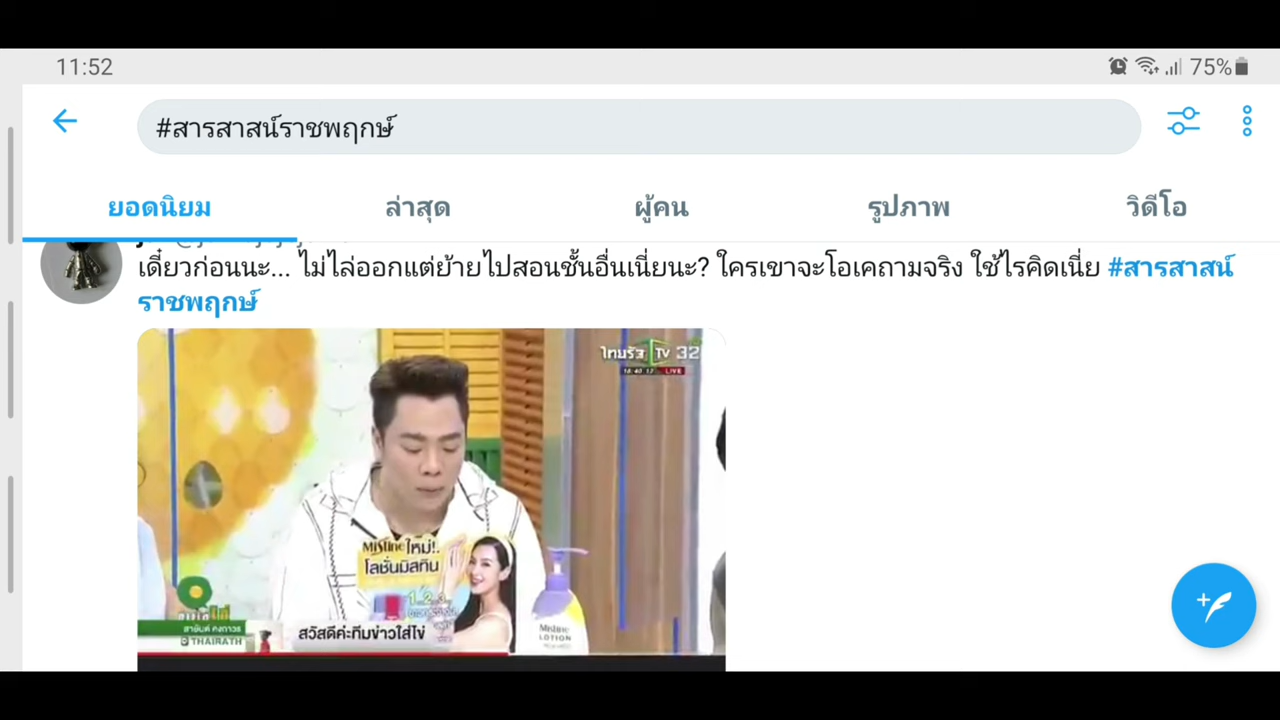 11:52
75%
#สารสาสน์ราชพฤกษ์
ยอดนิยม
ล่าสุด
ผู้คน
รูปภาพ
วิดีโอ
เดี๋ยวก่อนนะ... ไม่ไล่ออกแต่ย้ายไปสอนชั้นอื่นเนี่ยนะ? ใครเขาจะโอเคถามจริง ใช้ไรคิดเนี่ย #สารสาสน์
ราชพฤกษ์
ไทยรัฐ TV 32
LIVE
Mistine ใหม่!.
โลชั่นมิสทิน
1...2...3...
สวัสดีค่ะทีมข่าวใส่ไข่
THAIRATH
Mistine
LOTION